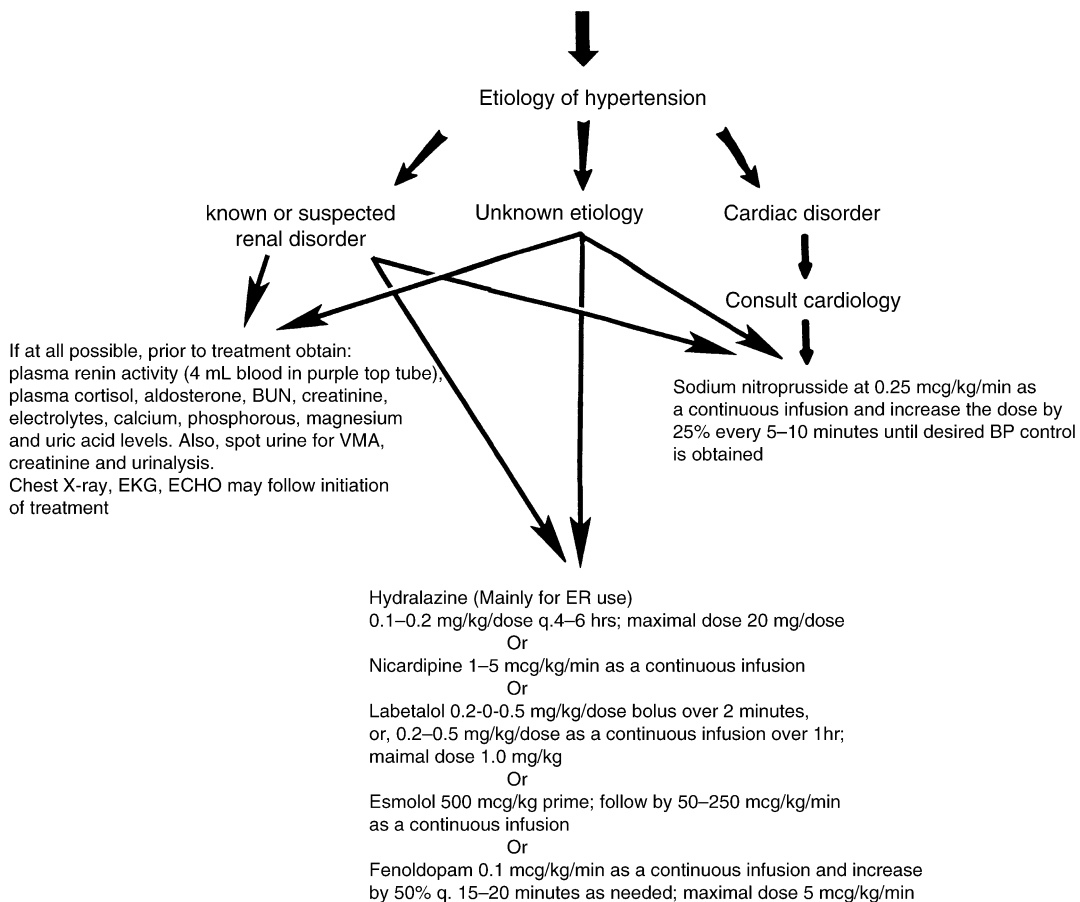 Etiology of hypertension
known or suspected
renal disorder
Unknown etiology
Cardiac disorder
Consult cardiology
If at all possible, prior to treatment obtain:
plasma renin activity (4 mL blood in purple top tube),
plasma cortisol, aldosterone, BUN, creatinine,
electrolytes, calcium, phosphorous, magnesium
and uric acid levels. Also, spot urine for VMA,
creatinine and urinalysis.
Chest X-ray, EKG, ECHO may follow initiation
of treatment
Sodium nitroprusside at 0.25 mcg/kg/min as
a continuous infusion and increase the dose by
25% every 5–10 minutes until desired BP control
is obtained
Hydralazine (Mainly for ER use)
0.1–0.2 mg/kg/dose q.4–6 hrs; maximal dose 20 mg/dose
Or
Nicardipine 1–5 mcg/kg/min as a continuous infusion
Or
Labetalol 0.2-0-0.5 mg/kg/dose bolus over 2 minutes,
or, 0.2–0.5 mg/kg/dose as a continuous infusion over 1hr;
maimal dose 1.0 mg/kg
Or
Esmolol 500 mcg/kg prime; follow by 50–250 mcg/kg/min
as a continuous infusion
Or
Fenoldopam 0.1 mcg/kg/min as a continuous infusion and increase
by 50% q. 15–20 minutes as needed; maximal dose 5 mcg/kg/min